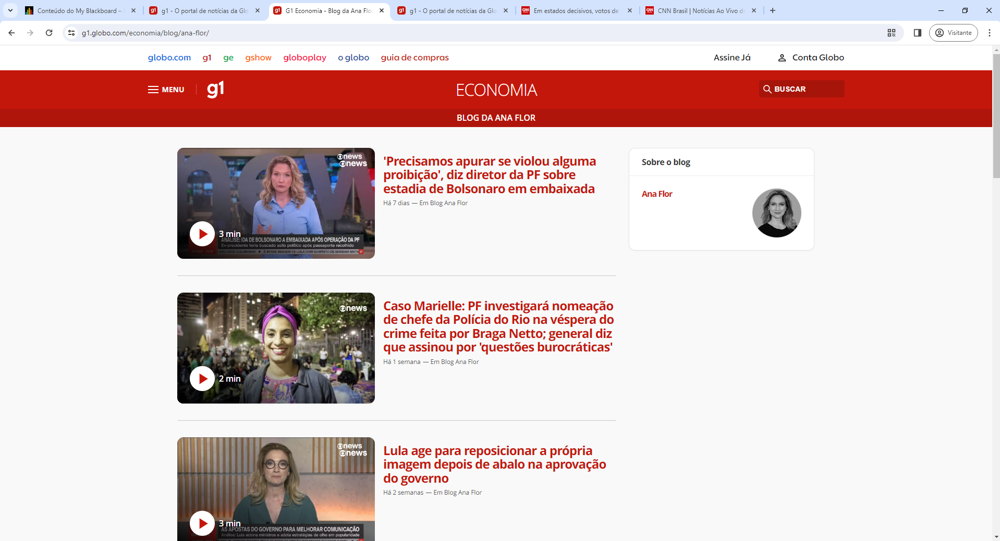 Conteúdo do My Blackboard –
g1 - O portal de notícias da Glo
G1 Economia - Blog da Ana Flo
g1 - O portal de notícias da Glo
Em estados decisivos, votos de
CNN Brasil | Notícias Ao Vivo d
g1.globo.com/economia/blog/ana-flor/
Visitante
globo.com g1 ge gshow globoplay o globo guia de compras
Assine Já
Conta Globo
MENU
g1
ECONOMIA
BUSCAR
BLOG DA ANA FLOR
news
news
3 min
ANÁLISE: IDA DE BOLSONARO A EMBAIXADA APÓS OPERAÇÃO DA PF
Ex-presidente teria buscado asilo político após passaporte recolhido
NÃO DEVE COLABORAR • É #FAKE IMAGEM DE LULA COM SUSPEITO DE MANDAR MATA
g1
'Precisamos apurar se violou alguma
proibição', diz diretor da PF sobre
estadia de Bolsonaro em embaixada
Há 7 dias — Em Blog Ana Flor
Sobre o blog
Ana Flor
news
2 min
Caso Marielle: PF investigará nomeação
de chefe da Polícia do Rio na véspera do
crime feita por Braga Netto; general diz
que assinou por 'questões burocráticas'
Há 1 semana — Em Blog Ana Flor
news
news
3 min
AS APOSTAS DO GOVERNO PARA MELHORAR COMUNICAÇÃO
Análise: Lula aciona ministros e adota estratégias de olho em popularidade
Lula age para reposicionar a própria
imagem depois de abalo na aprovação
do governo
Há 2 semanas — Em Blog Ana Flor